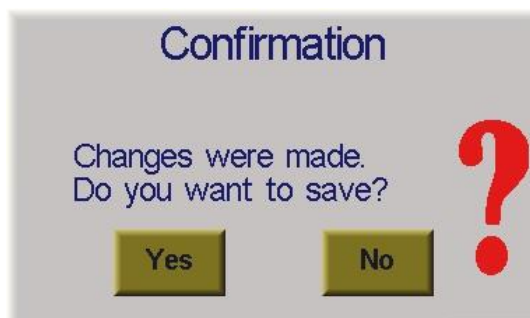 Confirmation
Changes were made.
Do you want to save?
Yes No
?